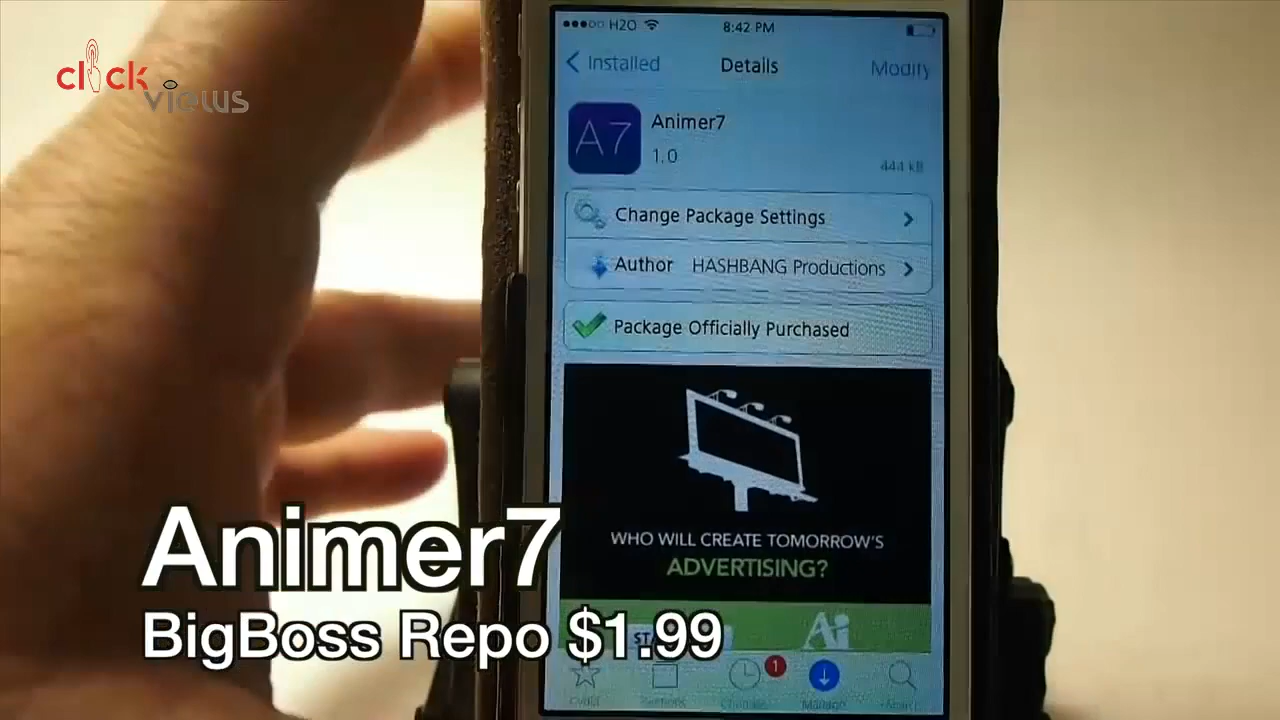 click
views
H2O 8:42 PM
Installed Details Modify
A7 Animer7
1.0 444 kB
Change Package Settings
Author HASHBANG Productions
Package Officially Purchased
WHO WILL CREATE TOMORROW'S
ADVERTISING?
Ai
Animer7
BigBoss Repo $1.99
1
Manage